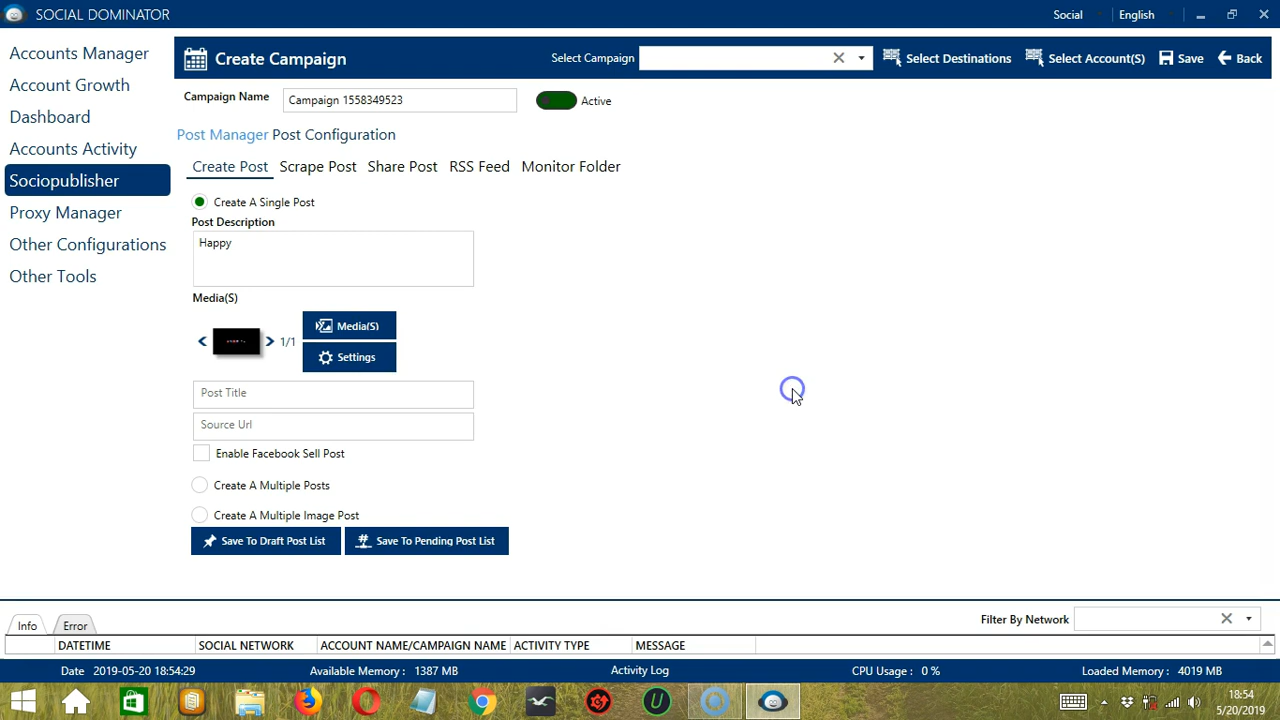 SOCIAL DOMINATOR
Social
English
Accounts Manager
Account Growth
Dashboard
Accounts Activity
Sociopublisher
Proxy Manager
Other Configurations
Other Tools
Create Campaign
Select Campaign
Select Destinations
Select Account(S)
Save
Back
Campaign Name
Campaign 1558349523
Active
Post Manager Post Configuration
Create Post Scrape Post Share Post RSS Feed Monitor Folder
Create A Single Post
Post Description
Happy
Media(S)
1/1
Media(S)
Settings
Post Title
Source Url
Enable Facebook Sell Post
Create A Multiple Posts
Create A Multiple Image Post
Save To Draft Post List
# Save To Pending Post List
Info Error
Filter By Network
DATETIME SOCIAL NETWORK ACCOUNT NAME/CAMPAIGN NAME ACTIVITY TYPE MESSAGE
Date 2019-05-20 18:54:29 Available Memory : 1387 MB Activity Log CPU Usage : 0 % Loaded Memory : 4019 MB
18:54
5/20/2019